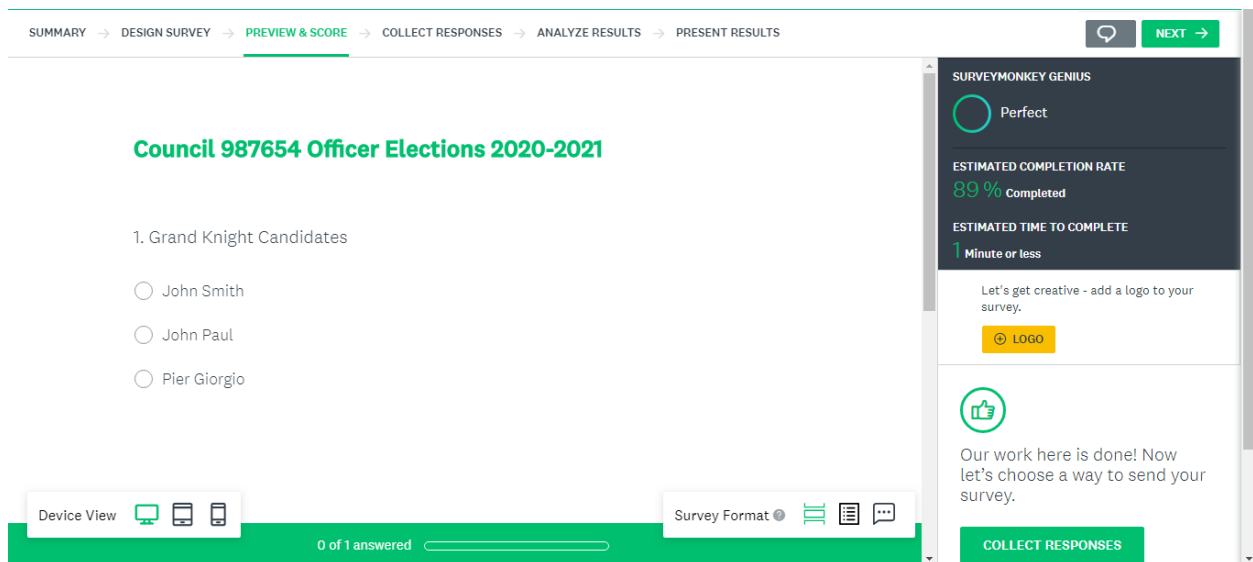 SUMMARY → DESIGN SURVEY → PREVIEW & SCORE → COLLECT RESPONSES → ANALYZE RESULTS → PRESENT RESULTS
NEXT →
Council 987654 Officer Elections 2020-2021
1. Grand Knight Candidates
John Smith
John Paul
Pier Giorgio
Device View
Survey Format
0 of 1 answered
SURVEYMONKEY GENIUS
Perfect
ESTIMATED COMPLETION RATE
89 % Completed
ESTIMATED TIME TO COMPLETE
1 Minute or less
Let's get creative - add a logo to your
survey.
LOGO
Our work here is done! Now
let's choose a way to send your
survey.
COLLECT RESPONSES